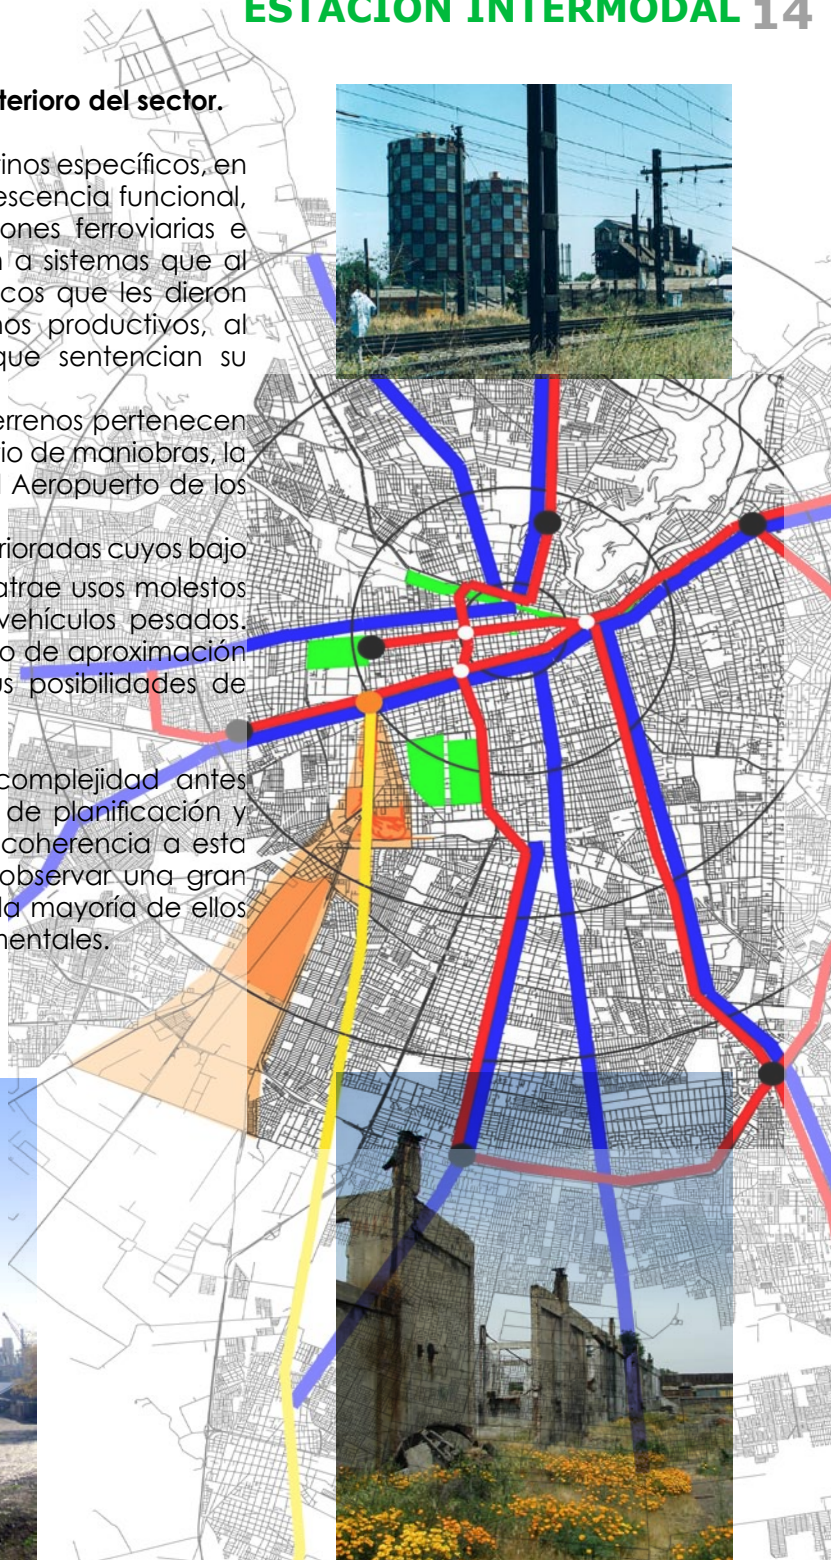 ESTACIÓN INTERMODAL 14
terioro del sector.
inos específicos, en
escencia funcional,
ones ferroviarias e
a sistemas que al
cos que les dieron
nos productivos, al
que sentencian su
errenos pertenecen
io de maniobras, la
l Aeropuerto de los
rioradas cuyos bajo
atrae usos molestos
vehículos pesados.
o de aproximación
us posibilidades de
complejidad antes
de planificación y
coherencia a esta
observar una gran
la mayoría de ellos
mentales.